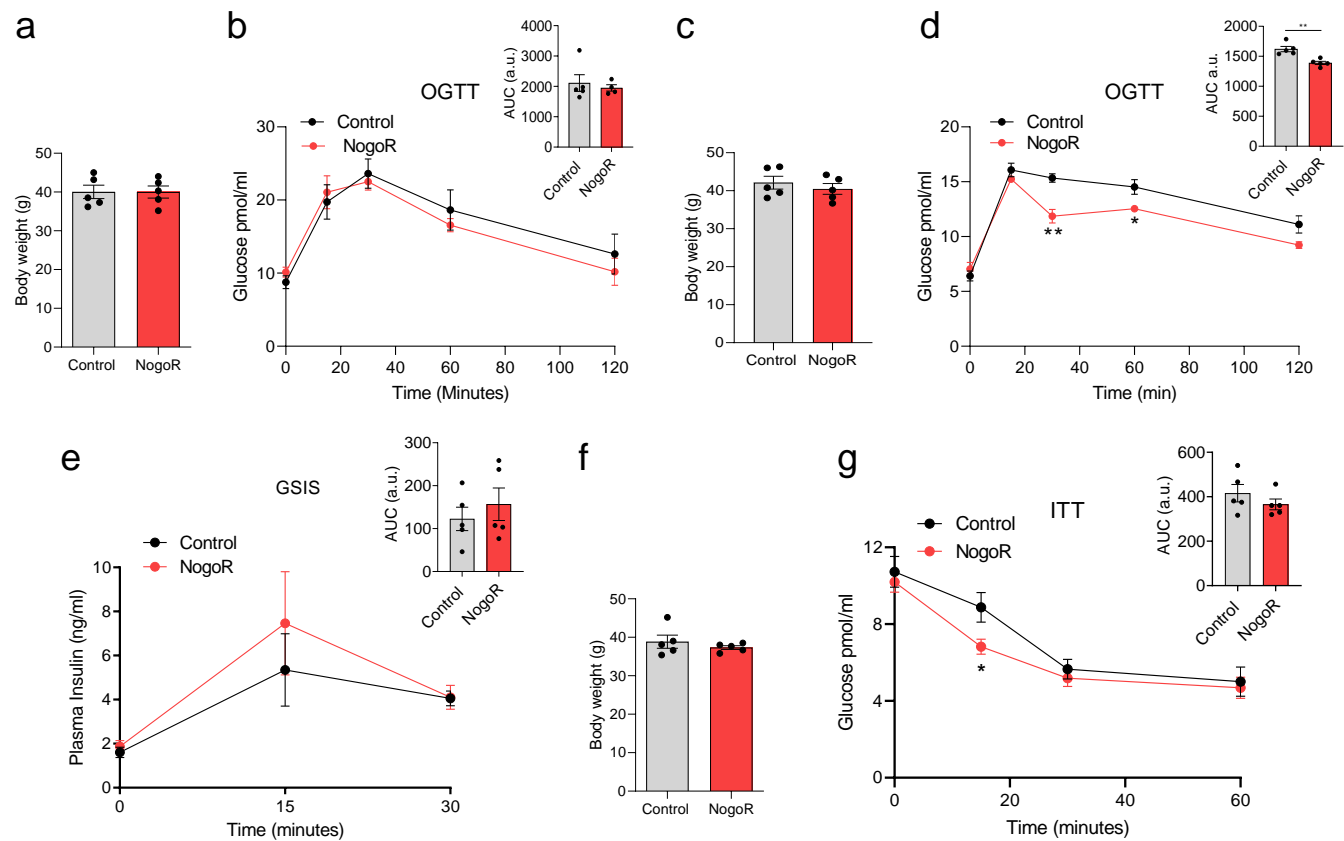 a
Body weight (g)
50
40
30
20
10
0
Control
NogoR
b
OGTT
Control
NogoR
Glucose pmol/ml
30
20
10
0
0
20
40
60
80
100
120
Time (Minutes)
AUC (a.u.)
4000
3000
2000
1000
0
Control
NogoR
c
Body weight (g)
50
40
30
20
10
0
Control
NogoR
d
OGTT
Control
NogoR
Glucose pmol/ml
20
15
10
5
0
**
*
0
20
40
60
80
100
120
Time (min)
AUC a.u.
2000
1500
1000
500
0
**
Control
NogoR
e
GSIS
Control
NogoR
Plasma Insulin (ng/ml)
10
8
6
4
2
0
0
15
30
Time (minutes)
AUC (a.u.)
300
200
100
0
Control
NogoR
f
Body weight (g)
50
40
30
20
10
0
Control
NogoR
g
ITT
Control
NogoR
Glucose pmol/ml
12
8
4
0
*
0
20
40
60
Time (minutes)
AUC (a.u.)
600
400
200
0
Control
NogoR